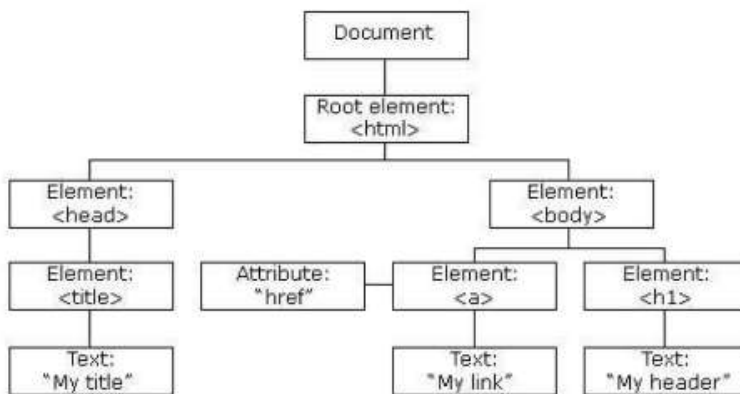 Document
Root element:
<html>
Element:
<head>
Element:
<body>
Element:
<title>
Attribute:
“href”
Element:
<a>
Element:
<h1>
Text:
“My title”
Text:
“My link”
Text:
“My header”